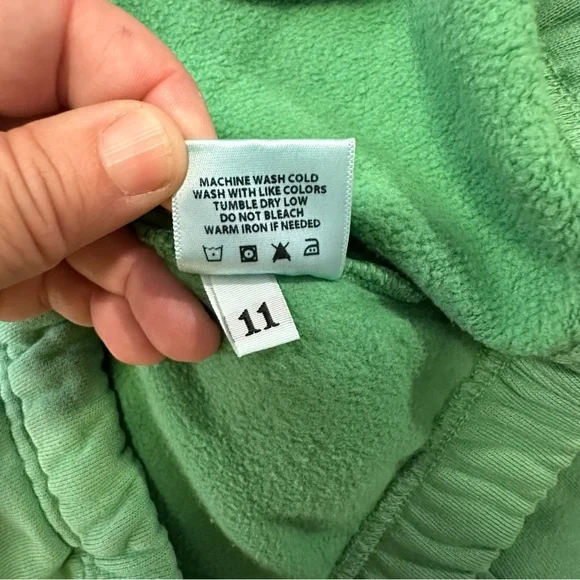 MACHINE WASH COLD
WASH WITH LIKE COLORS
TUMBLE DRY LOW
DO NOT BLEACH
WARM IRON IF NEEDED
11